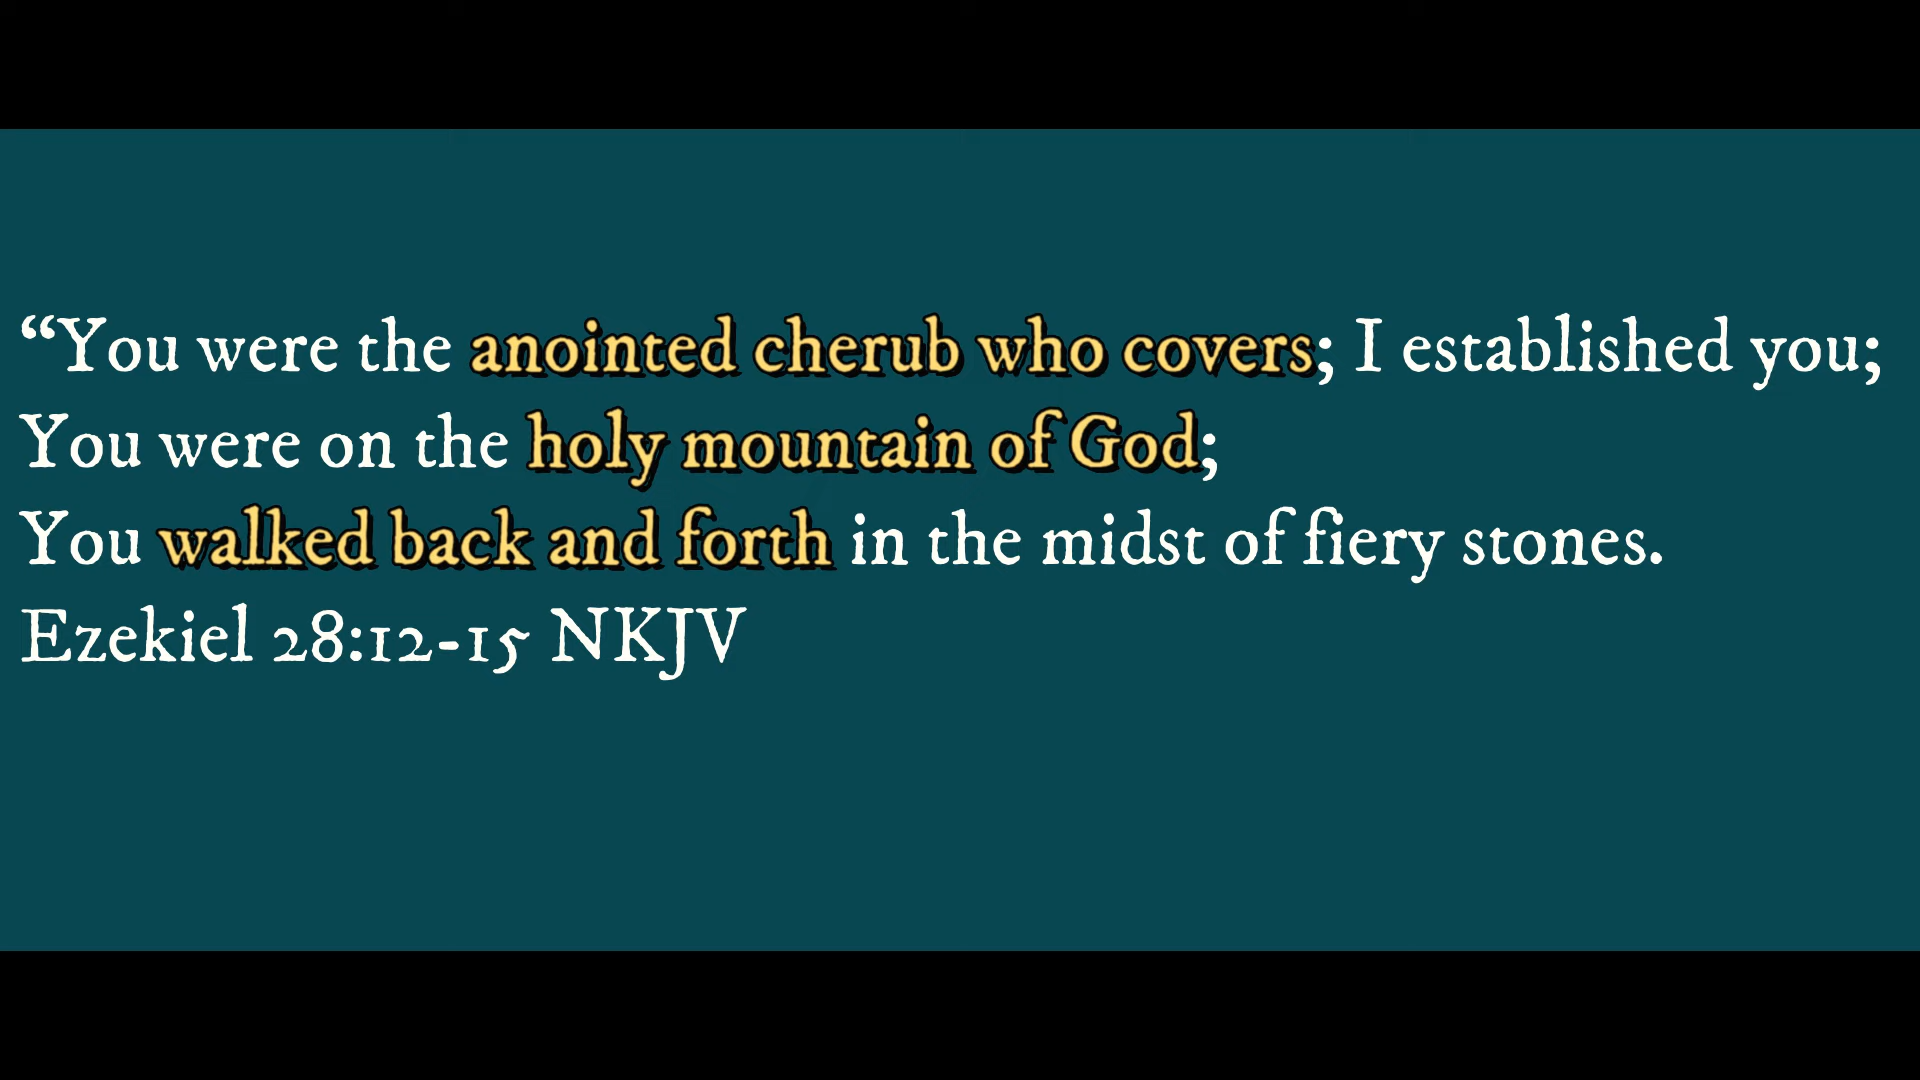 “You were the anointed cherub who covers; I established you;
You were on the holy mountain of God;
You walked back and forth in the midst of fiery stones.
Ezekiel 28:12-15 NKJV